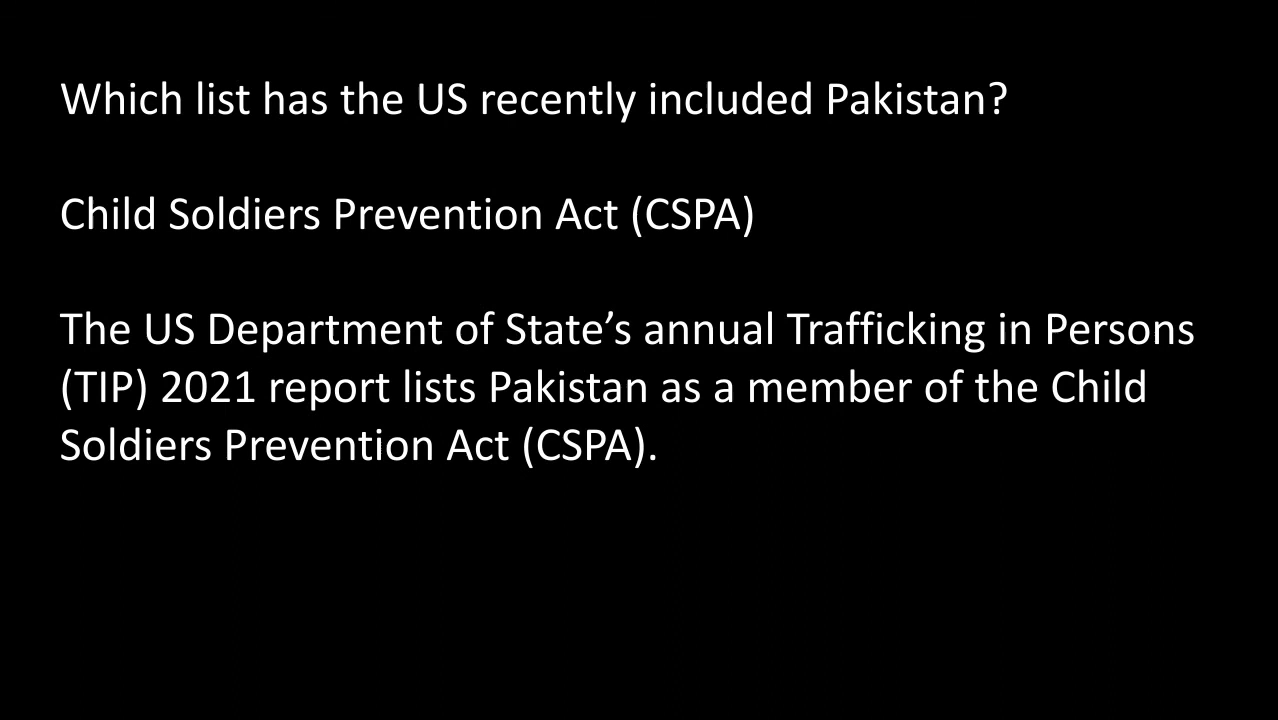 Which list has the US recently included Pakistan?
Child Soldiers Prevention Act (CSPA)
The US Department of State’s annual Trafficking in Persons
(TIP) 2021 report lists Pakistan as a member of the Child
Soldiers Prevention Act (CSPA).